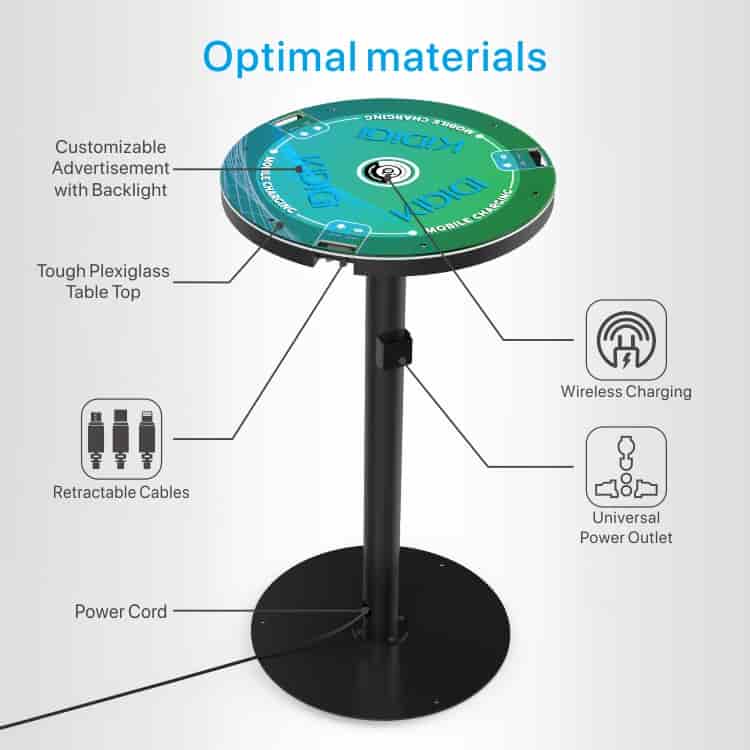 Optimal materials
Customizable
Advertisement
with Backlight
Tough Plexiglass
Table Top
Retractable Cables
Power Cord
Wireless Charging
Universal
Power Outlet
MOBILE CHARGING
KiDiGi
MOBILE CHARGING
KiDiGi
MOBILE CHARGING
KiDiGi